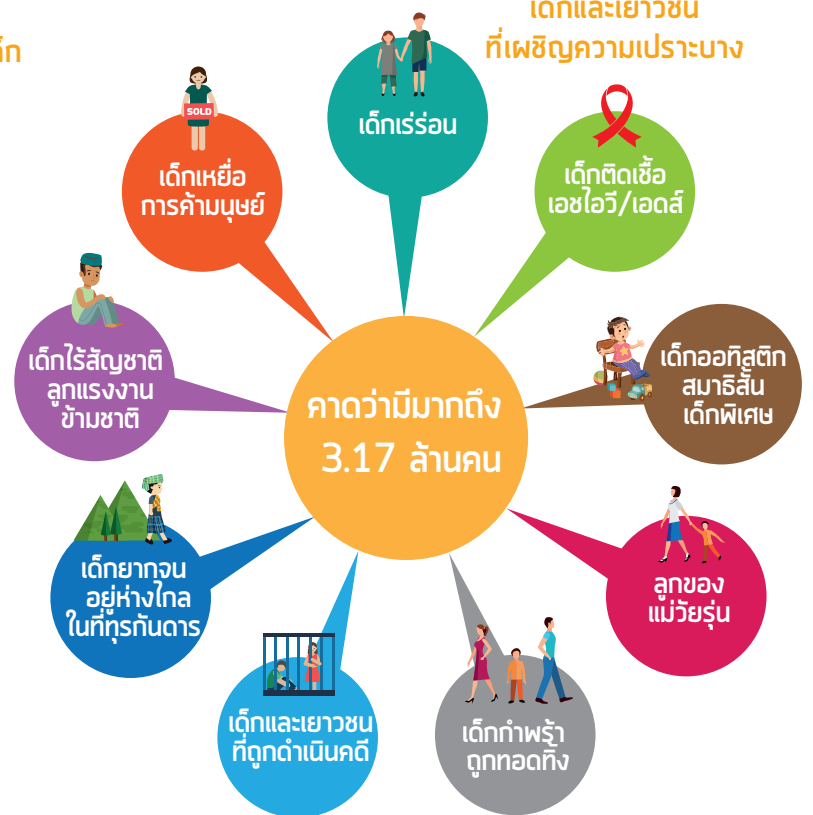 เด็กและเยาวชน
ที่เผชิญความเปราะบาง
เด็กเร่ร่อน
SOLD
เด็กเหยื่อ
การค้ามนุษย์
เด็กติดเชื้อ
เอชไอวี/เอดส์
เด็กไร้สัญชาติ
ลูกแรงงาน
ข้ามชาติ
เด็กออทิสติก
สมาธิสั้น
เด็กพิเศษ
คาดว่ามีมากถึง
3.17 ล้านคน
เด็กยากจน
อยู่ห่างไกล
ในที่ทุรกันดาร
ลูกของ
แม่วัยรุ่น
เด็กและเยาวชน
ที่ถูกดำเนินคดี
เด็กกำพร้า
ถูกทอดทิ้ง